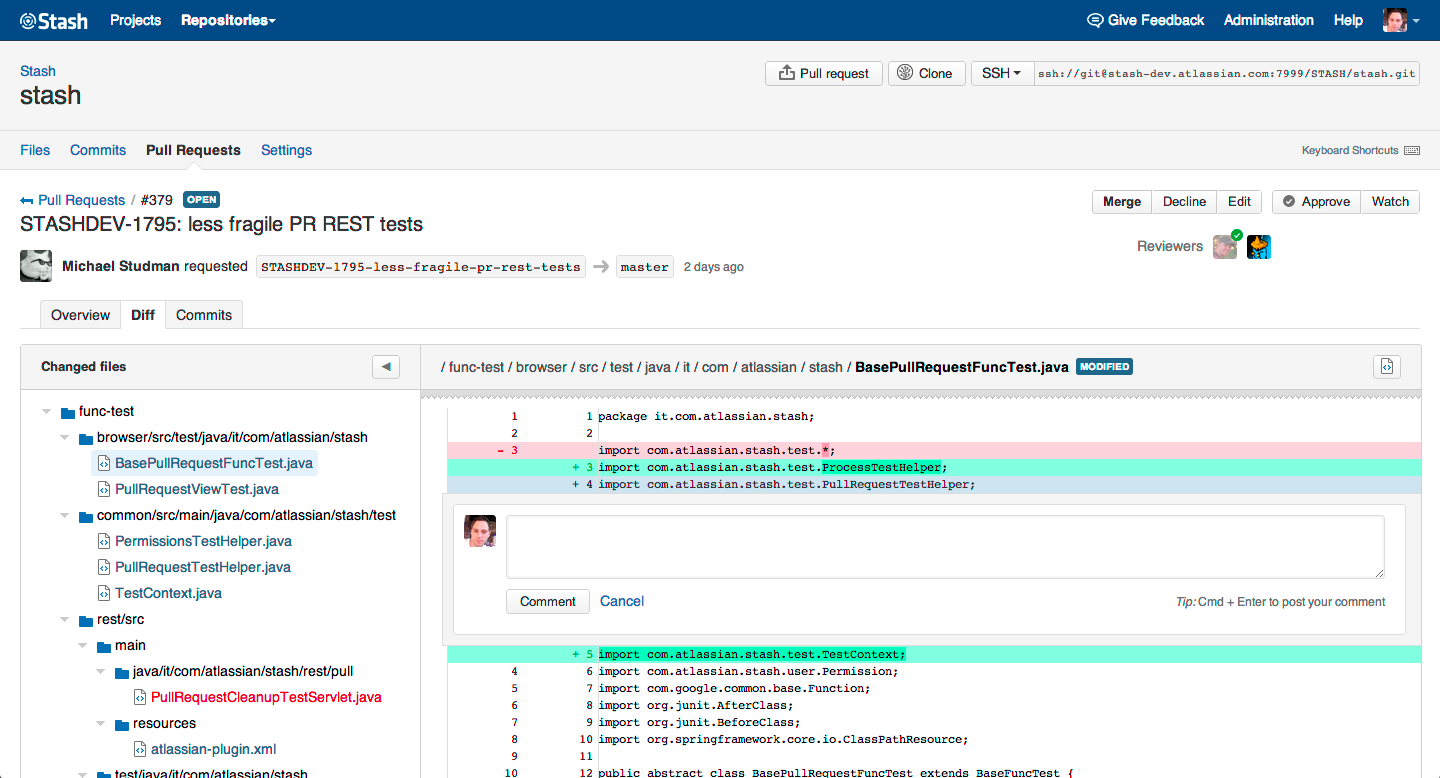 Stash Projects Repositories Give Feedback Administration Help
Stash
stash
Pull request Clone SSH ssh://git@stash-dev.atlassian.com:7999/STASH/stash.git
Files Commits Pull Requests Settings Keyboard Shortcuts
Pull Requests / #379 OPEN
Merge Decline Edit Approve Watch
STASHDEV-1795: less fragile PR REST tests
Reviewers
Michael Studman requested STASHDEV-1795-less-fragile-pr-rest-tests master 2 days ago
Overview Diff Commits
Changed files
/ func-test / browser / src / test / java / it / com / atlassian / stash / BasePullRequestFuncTest.java MODIFIED
func-test
browser/src/test/java/it/com/atlassian/stash
BasePullRequestFuncTest.java
PullRequestViewTest.java
common/src/main/java/com/atlassian/stash/test
PermissionsTestHelper.java
PullRequestTestHelper.java
TestContext.java
rest/src
main
java/it/com/atlassian/stash/rest/pull
PullRequestCleanupTestServlet.java
resources
atlassian-plugin.xml
test/java/it/com/atlassian/stash
1 1 package it.com.atlassian.stash;
2 2
- 3 import com.atlassian.stash.test.*;
+ 3 import com.atlassian.stash.test.ProcessTestHelper;
+ 4 import com.atlassian.stash.test.PullRequestTestHelper;
Comment Cancel Tip: Cmd + Enter to post your comment
+ 5 import com.atlassian.stash.test.TestContext;
4 6 import com.atlassian.stash.user.Permission;
5 7 import com.google.common.base.Function;
6 8 import org.junit.AfterClass;
7 9 import org.junit.BeforeClass;
8 10 import org.springframework.core.io.ClassPathResource;
9 11
10 12 public abstract class BasePullRequestFuncTest extends BaseFuncTest {